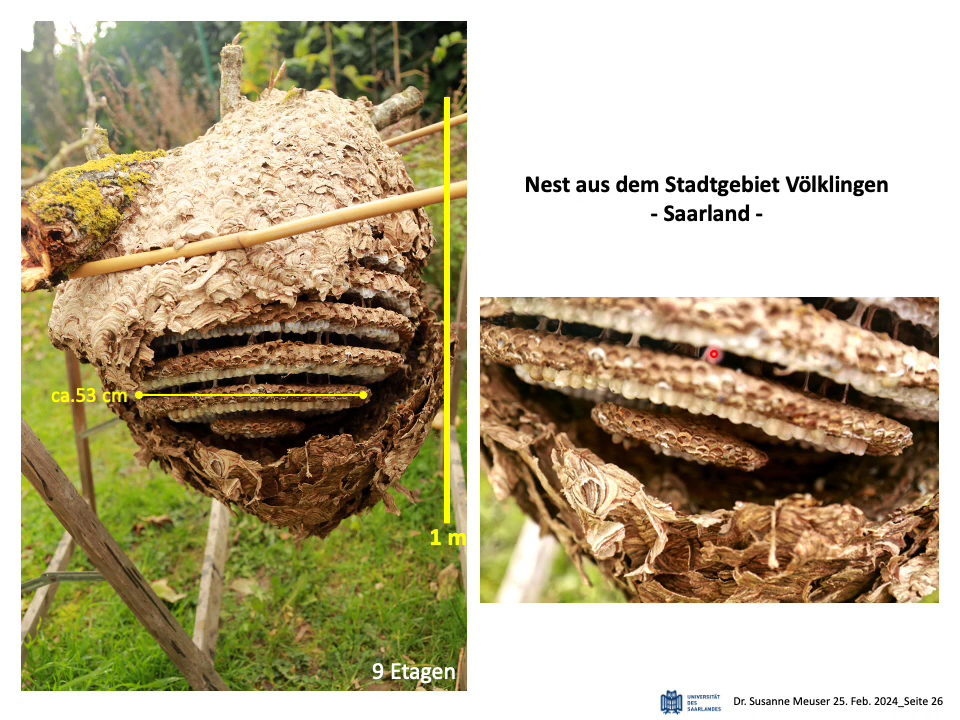 Nest aus dem Stadtgebiet Völklingen
- Saarland -
ca.53 cm
1 m
9 Etagen
UNIVERSITÄT
DES
SAARLANDES
Dr. Susanne Meuser 25. Feb. 2024_Seite 26